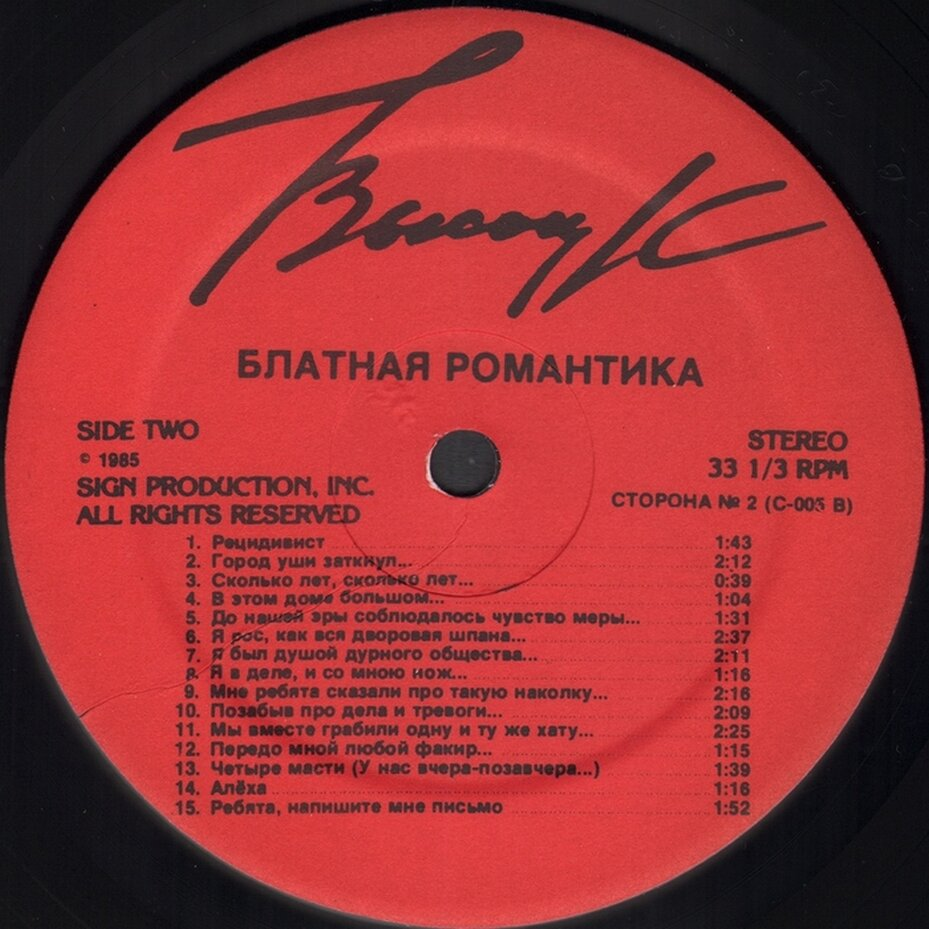 БЛАТНАЯ РОМАНТИКА
SIDE TWO
© 1985
SIGN PRODUCTION, INC.
ALL RIGHTS RESERVED
STEREO
33 1/3 RPM
СТОРОНА № 2 (С-005 В)
1. Рецидивист 1:43
2. Город уши заткнул... 2:12
3. Сколько лет, сколько лет... 0:39
4. В этом доме большом... 1:04
5. До нашей эры соблюдалось чувство меры... 1:31
6. Я рос, как вся дворовая шпана... 2:37
7. Я был душой дурного общества... 2:11
8. Я в деле, и со мною нож... 1:16
9. Мне ребята сказали про такую наколку... 2:16
10. Позабыв про дела и тревоги... 2:09
11. Мы вместе грабили одну и ту же хату... 2:25
12. Передо мной любой факир... 1:15
13. Четыре масти (У нас вчера-позавчера...) 1:39
14. Алёха 1:16
15. Ребята, напишите мне письмо 1:52